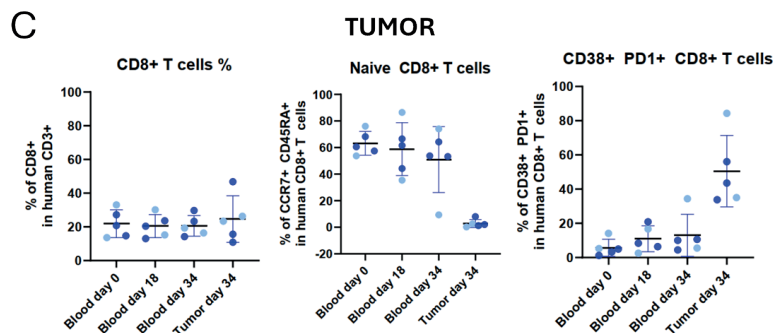 C
TUMOR
CD8+ T cells %
% of CD8+
in human CD3+
100
80
60
40
20
0
Blood day 0
Blood day 18
Blood day 34
Tumor day 34
Naive CD8+ T cells
% of CCR7+ CD45RA+
in human CD8+ T cells
100
80
60
40
20
0
-20
Blood day 0
Blood day 18
Blood day 34
Tumor day 34
CD38+ PD1+ CD8+ T cells
% of CD38+ PD1+
in human CD8+ T cells
100
80
60
40
20
0
Blood day 0
Blood day 18
Blood day 34
Tumor day 34